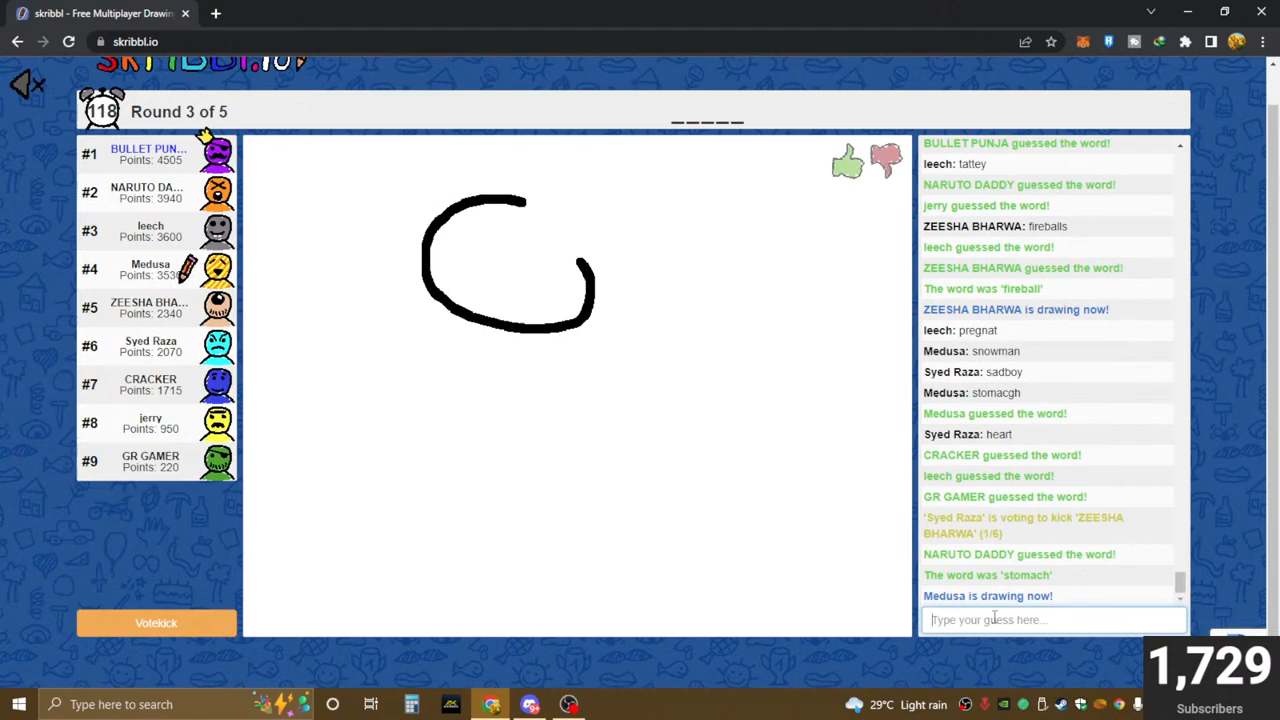 skribbl - Free Multiplayer Drawin
skribbl.io
skribbl.io
118 Round 3 of 5
_____
#1 BULLET PUN...
Points: 4505
#2 NARUTO DA...
Points: 3940
#3 leech
Points: 3600
#4 Medusa
#5 ZEESHA BHA...
Points: 2340
#6 Syed Raza
Points: 2070
#7 CRACKER
Points: 1715
#8 jerry
Points: 950
#9 GR GAMER
Points: 220
Votekick
BULLET PUNJA guessed the word!
leech: tattey
NARUTO DADDY guessed the word!
jerry guessed the word!
ZEESHA BHARWA: fireballs
leech guessed the word!
ZEESHA BHARWA guessed the word!
The word was 'fireball'
ZEESHA BHARWA is drawing now!
leech: pregnat
Medusa: snowman
Syed Raza: sadboy
Medusa: stomacgh
Medusa guessed the word!
Syed Raza: heart
CRACKER guessed the word!
leech guessed the word!
GR GAMER guessed the word!
'Syed Raza' is voting to kick 'ZEESHA
BHARWA' (1/6)
NARUTO DADDY guessed the word!
The word was 'stomach'
Medusa is drawing now!
Type your guess here...
1,729
Subscribers
Type here to search
29°C Light rain